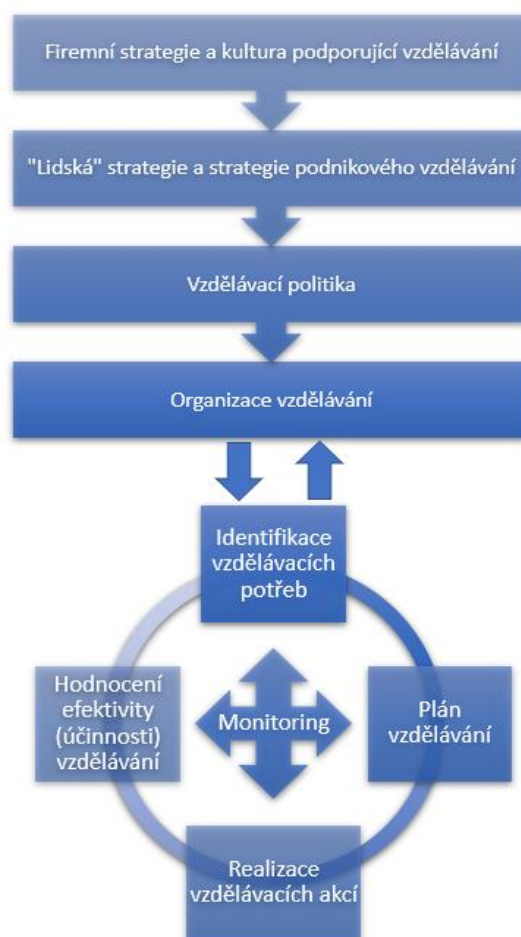 Firemní strategie a kultura podporující vzdělávání
"Lidská" strategie a strategie podnikového vzdělávání
Vzdělávací politika
Organizace vzdělávání
Identifikace
vzdělávacích
potřeb
Hodnocení
efektivity
(účinnosti)
vzdělávání
Monitoring
Plán
vzdělávání
Realizace
vzdělávacích akcí